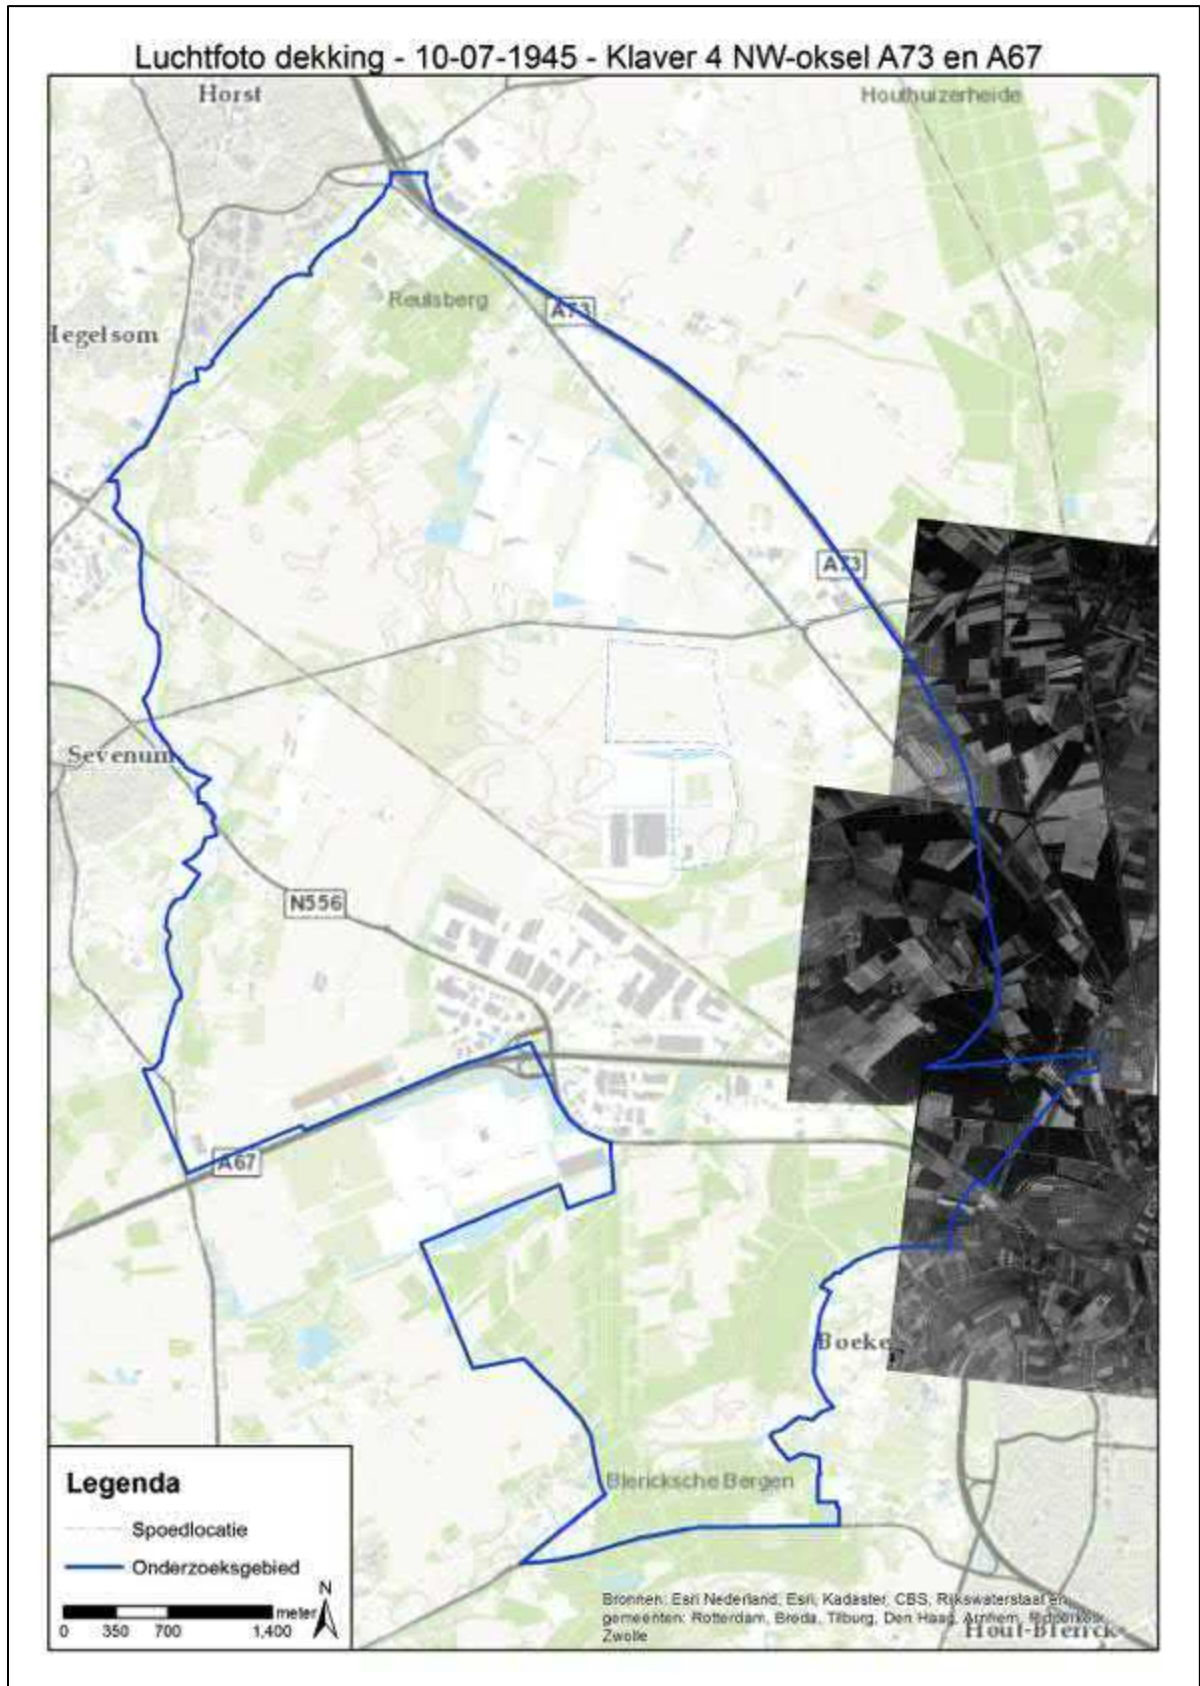 Luchtfoto dekking - 10-07-1945 - Klaver 4 NW-oksel A73 en A67
Horst
Houthuizerheide
Reulsberg
A73
Hegelsom
A73
Sevenum
N556
A67
Boeke
Blericksche Bergen
Legenda
Spoedlocatie
Onderzoeksgebied
N
meter
0 350 700 1,400
Bronnen: Esri Nederland, Esri, Kadaster, CBS, Rijkswaterstaat en
gemeenten: Rotterdam, Breda, Tilburg, Den Haag, Arnhem,
Zwolle
Hout-Blerick